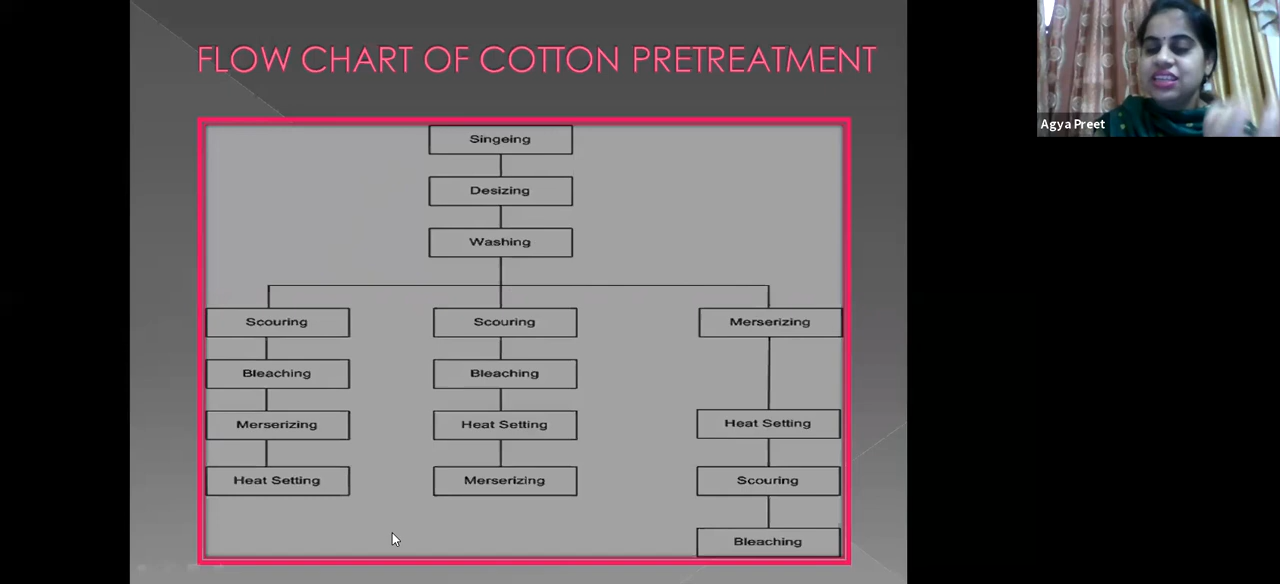 FLOW CHART OF COTTON PRETREATMENT
Agya Preet
Singeing
Desizing
Washing
Scouring
Scouring
Merserizing
Bleaching
Bleaching
Merserizing
Heat Setting
Heat Setting
Heat Setting
Merserizing
Scouring
Bleaching